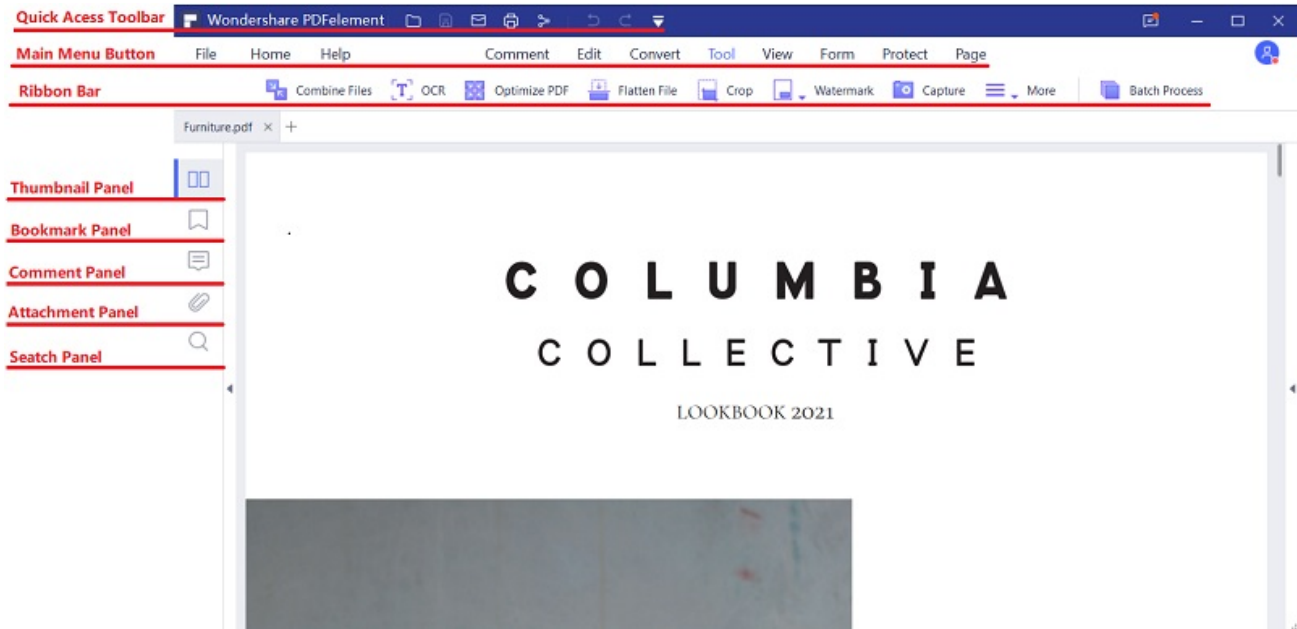 Quick Acess Toolbar Wondershare PDFelement
Main Menu Button File Home Help Comment Edit Convert Tool View Form Protect Page
Ribbon Bar Combine Files OCR Optimize PDF Flatten File Crop Watermark Capture More Batch Process
Furniture.pdf
Thumbnail Panel
Bookmark Panel
Comment Panel
Attachment Panel
Seatch Panel
COLUMBIA
COLLECTIVE
LOOKBOOK 2021